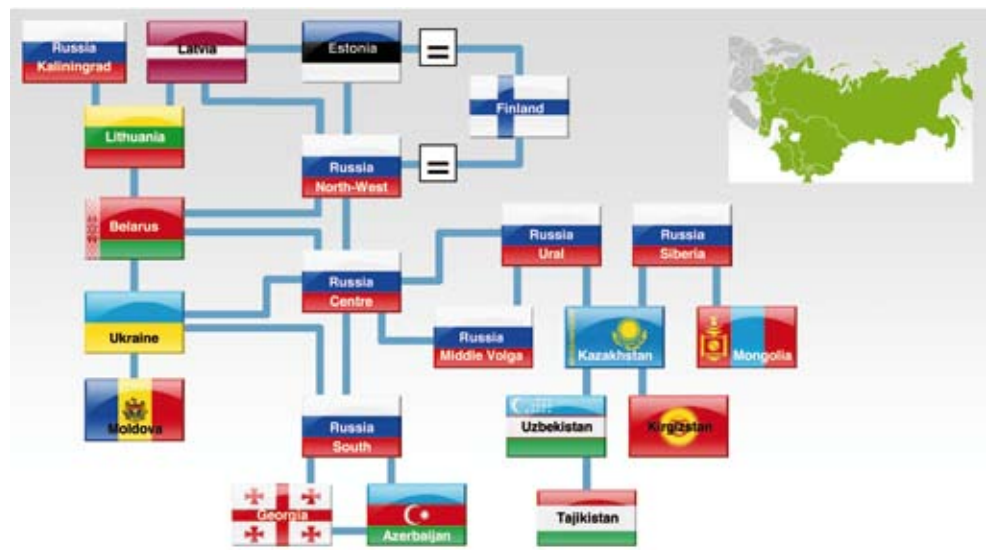 Russia
Kaliningrad
Latvia
Estonia
=
Finland
Lithuania
Russia
North-West
=
Belarus
Russia
Ural
Russia
Siberia
Russia
Centre
Ukraine
Russia
Middle Volga
Kazakhstan
Mongolia
Moldova
Russia
South
Uzbekistan
Kirgizstan
Georgia
Azerbaijan
Tajikistan